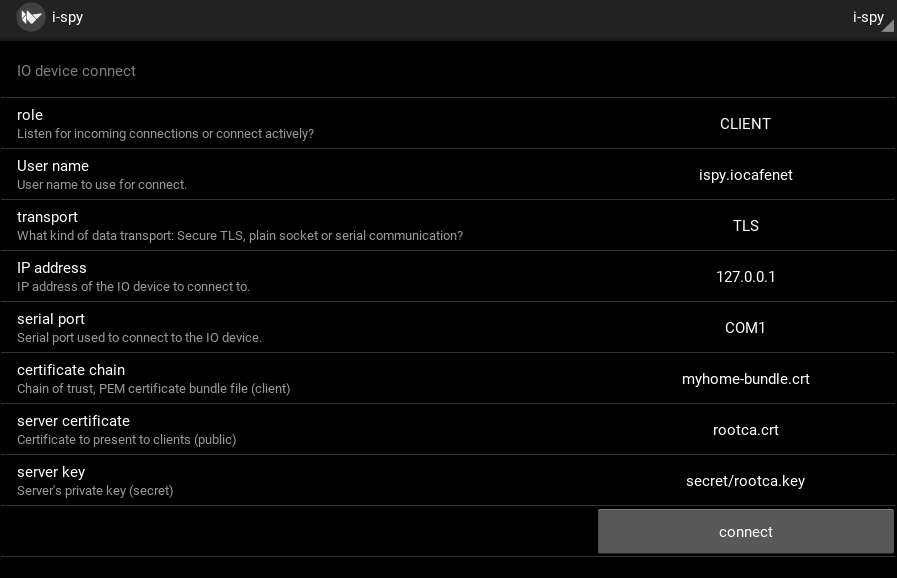 i-spy
i-spy
IO device connect
role
Listen for incoming connections or connect actively?
CLIENT
User name
User name to use for connect.
ispy.iocafenet
transport
What kind of data transport: Secure TLS, plain socket or serial communication?
TLS
IP address
IP address of the IO device to connect to.
127.0.0.1
serial port
Serial port used to connect to the IO device.
COM1
certificate chain
Chain of trust, PEM certificate bundle file (client)
myhome-bundle.crt
server certificate
Certificate to present to clients (public)
rootca.crt
server key
Server's private key (secret)
secret/rootca.key
connect